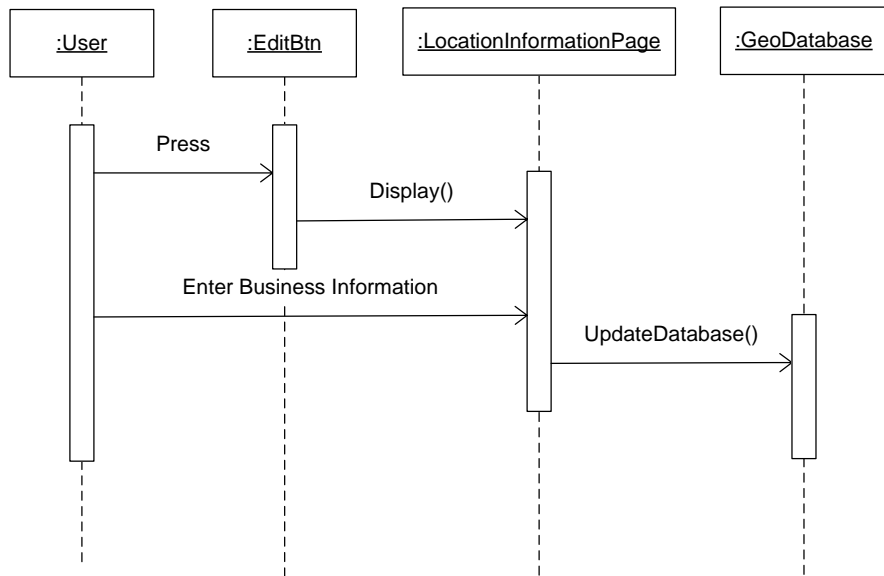 :User
:EditBtn
:LocationInformationPage
:GeoDatabase
Press
Display()
Enter Business Information
UpdateDatabase()